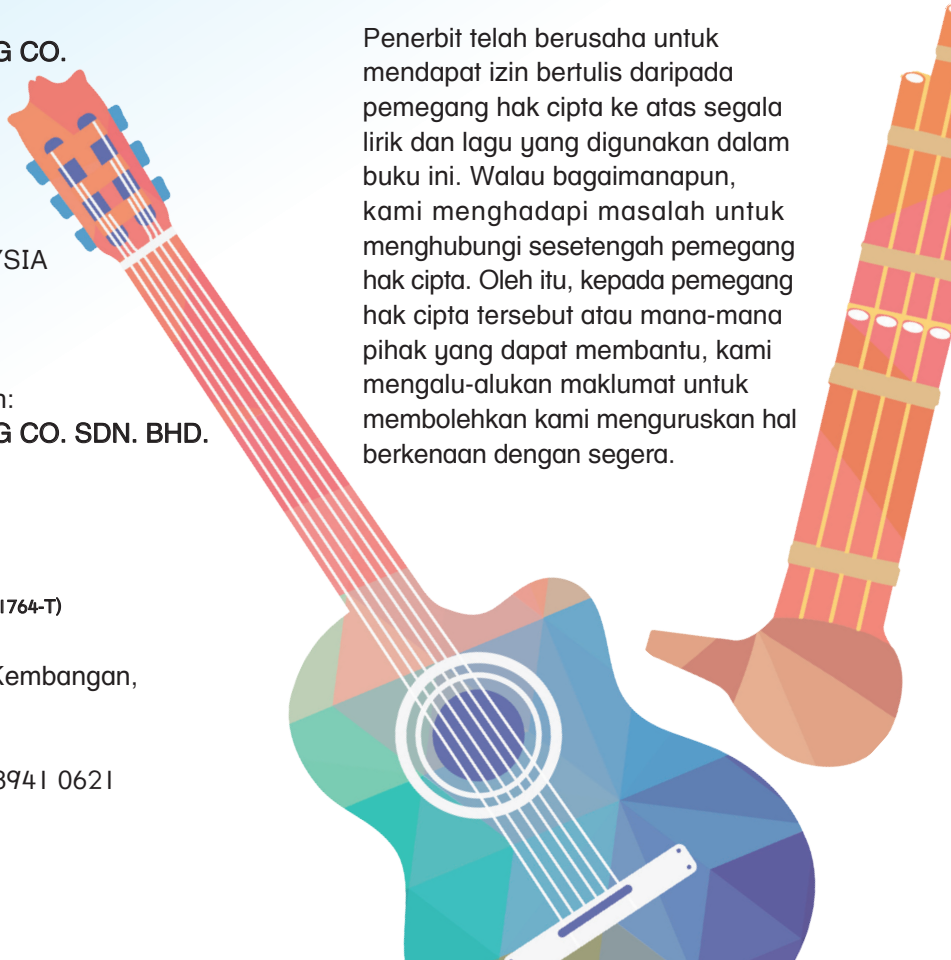 G CO.
YSIA
n:
G CO. SDN. BHD.
1764-T)
Kembangan,
8941 0621
Penerbit telah berusaha untuk
mendapat izin bertulis daripada
pemegang hak cipta ke atas segala
lirik dan lagu yang digunakan dalam
buku ini. Walau bagaimanapun,
kami menghadapi masalah untuk
menghubungi sesetengah pemegang
hak cipta. Oleh itu, kepada pemegang
hak cipta tersebut atau mana-mana
pihak yang dapat membantu, kami
mengalu-alukan maklumat untuk
membolehkan kami menguruskan hal
berkenaan dengan segera.